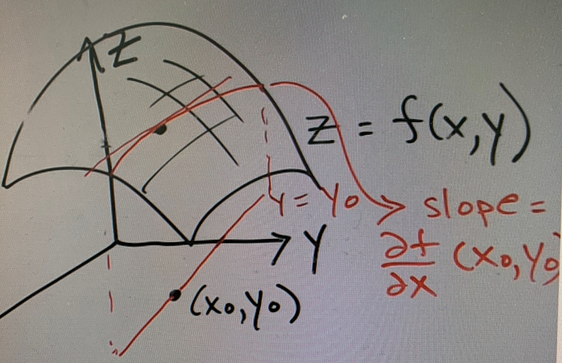 Z
Z = f(x,y)
y = y₀
slope =
∂f
∂x
(x₀,y₀
Y
(x₀,y₀)